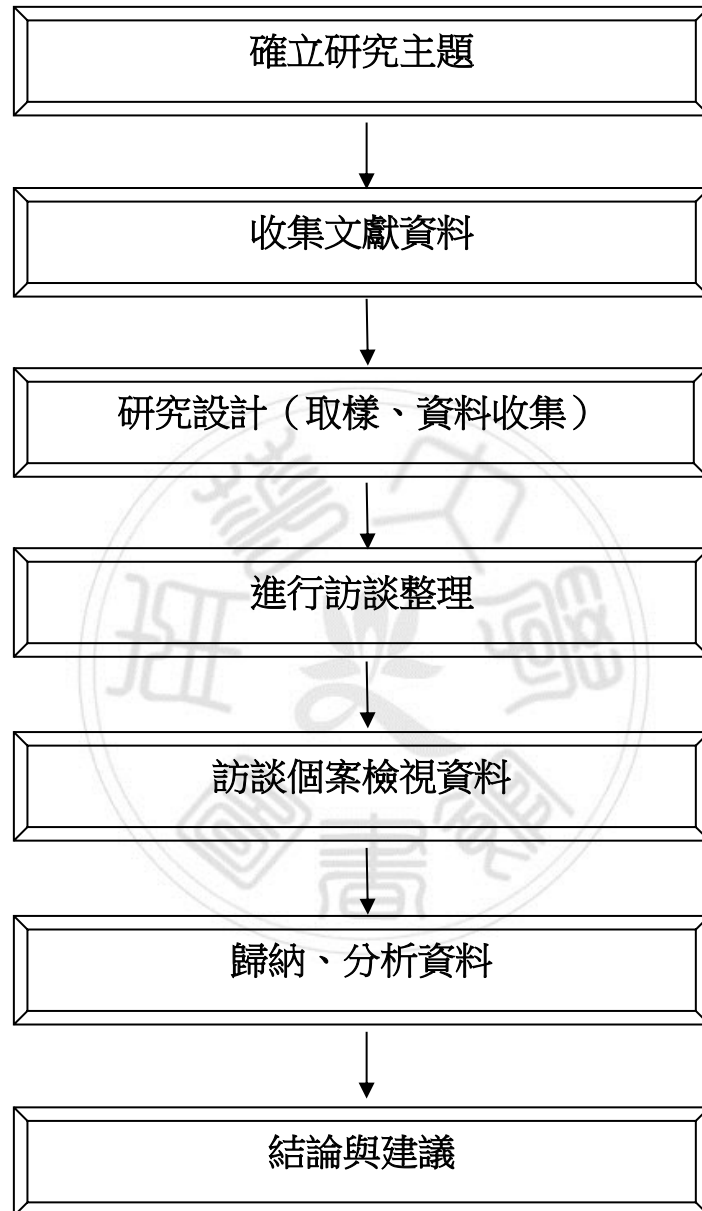 確立研究主題
收集文獻資料
研究設計（取樣、資料收集）
進行訪談整理
訪談個案檢視資料
歸納、分析資料
結論與建議